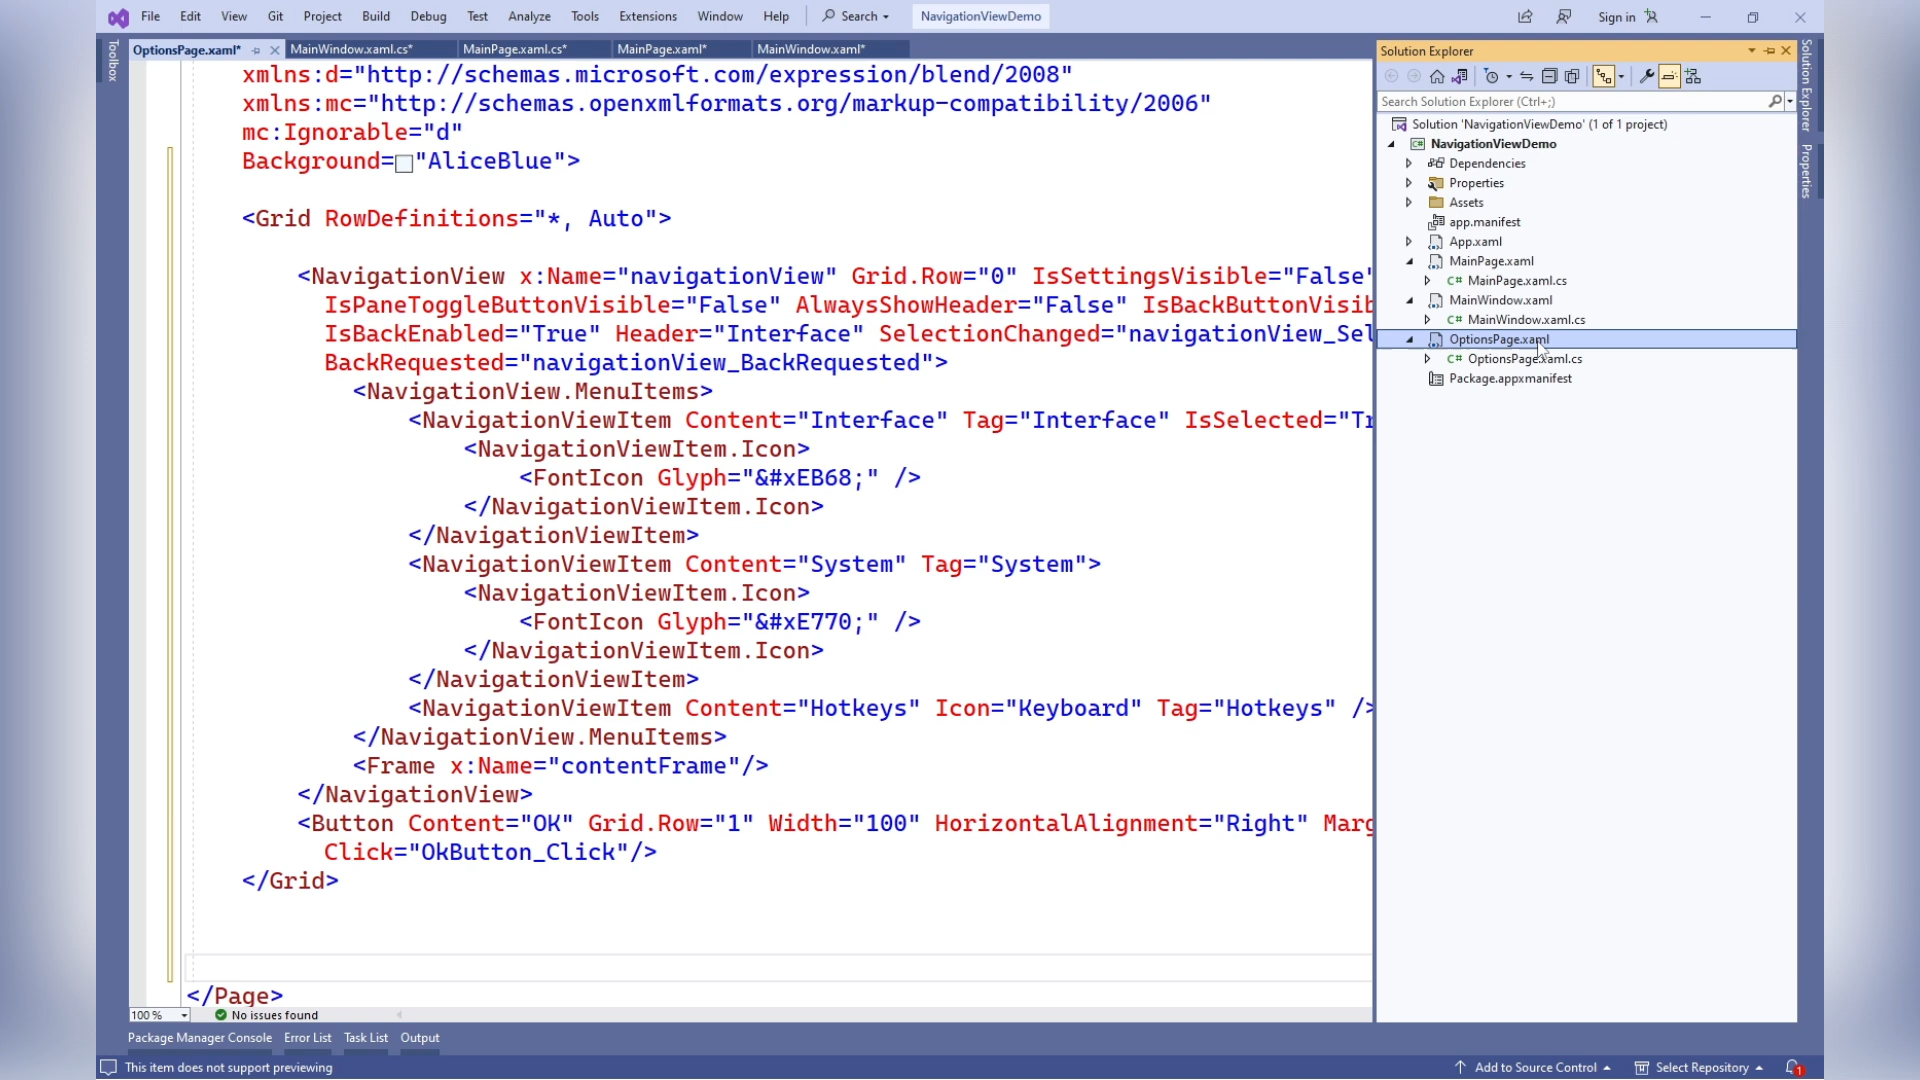 File Edit View Git Project Build Debug Test Analyze Tools Extensions Window Help Search NavigationViewDemo Sign in
Toolbox
OptionsPage.xaml* MainWindow.xaml.cs* MainPage.xaml.cs* MainPage.xaml* MainWindow.xaml*
xmlns:d="http://schemas.microsoft.com/expression/blend/2008"
xmlns:mc="http://schemas.openxmlformats.org/markup-compatibility/2006"
mc:Ignorable="d"
Background="AliceBlue">
<Grid RowDefinitions="*, Auto">
<NavigationView x:Name="navigationView" Grid.Row="0" IsSettingsVisible="False"
IsPaneToggleButtonVisible="False" AlwaysShowHeader="False" IsBackButtonVisib
IsBackEnabled="True" Header="Interface" SelectionChanged="navigationView_Sel
BackRequested="navigationView_BackRequested">
<NavigationView.MenuItems>
<NavigationViewItem Content="Interface" Tag="Interface" IsSelected="Tr
<NavigationViewItem.Icon>
<FontIcon Glyph="&#xEB68;" />
</NavigationViewItem.Icon>
</NavigationViewItem>
<NavigationViewItem Content="System" Tag="System">
<NavigationViewItem.Icon>
<FontIcon Glyph="&#xE770;" />
</NavigationViewItem.Icon>
</NavigationViewItem>
<NavigationViewItem Content="Hotkeys" Icon="Keyboard" Tag="Hotkeys" />
</NavigationView.MenuItems>
<Frame x:Name="contentFrame"/>
</NavigationView>
<Button Content="OK" Grid.Row="1" Width="100" HorizontalAlignment="Right" Marg
Click="OkButton_Click"/>
</Grid>
</Page>
100 % No issues found
Solution Explorer
Search Solution Explorer (Ctrl+;)
Solution 'NavigationViewDemo' (1 of 1 project)
NavigationViewDemo
Dependencies
Properties
Assets
app.manifest
App.xaml
MainPage.xaml
C# MainPage.xaml.cs
MainWindow.xaml
C# MainWindow.xaml.cs
OptionsPage.xaml
C# OptionsPage.xaml.cs
Package.appxmanifest
Solution Explorer
Properties
Package Manager Console Error List Task List Output
This item does not support previewing Add to Source Control Select Repository 1